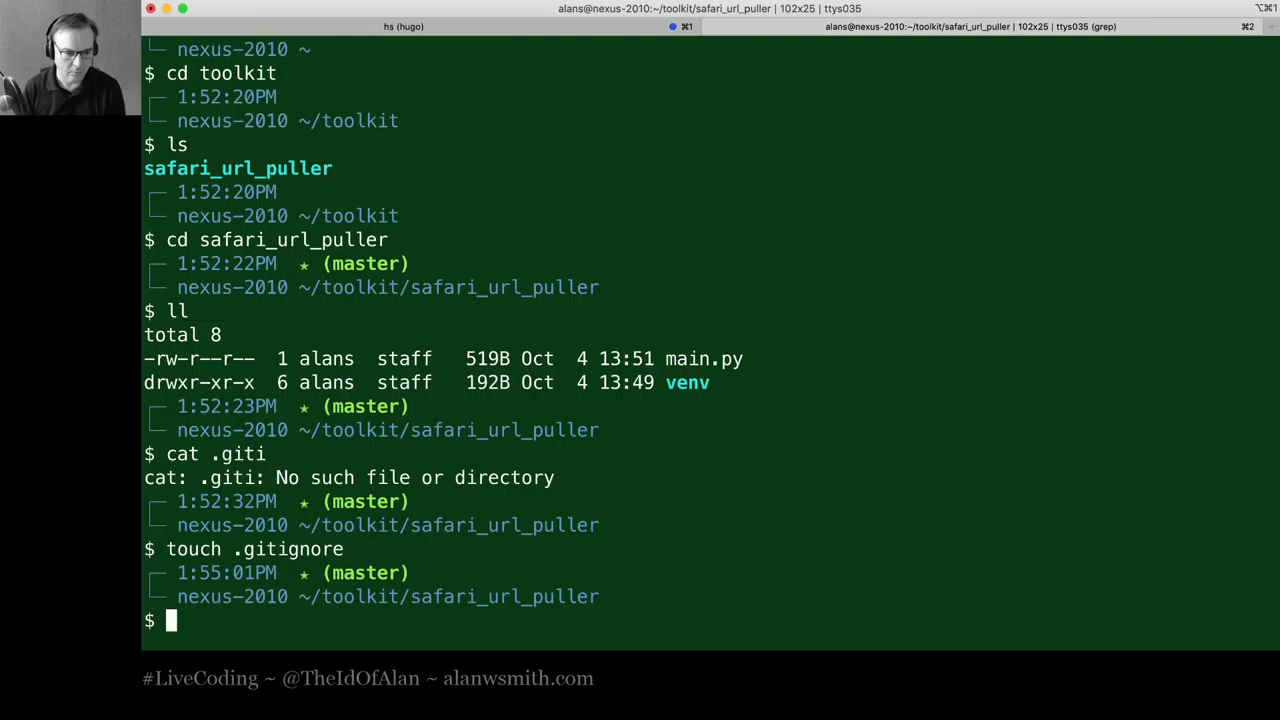 alans@nexus-2010:~/toolkit/safari_url_puller | 102x25 | ttys035
⌥⌘1
hs (hugo)
⌘1
alans@nexus-2010:~/toolkit/safari_url_puller | 102x25 | ttys035 (grep)
⌘2
nexus-2010 ~
$ cd toolkit
1:52:20PM
nexus-2010 ~/toolkit
$ ls
safari_url_puller
1:52:20PM
nexus-2010 ~/toolkit
$ cd safari_url_puller
1:52:22PM ★ (master)
nexus-2010 ~/toolkit/safari_url_puller
$ ll
total 8
-rw-r--r-- 1 alans staff 519B Oct 4 13:51 main.py
drwxr-xr-x 6 alans staff 192B Oct 4 13:49 venv
1:52:23PM ★ (master)
nexus-2010 ~/toolkit/safari_url_puller
$ cat .giti
cat: .giti: No such file or directory
1:52:32PM ★ (master)
nexus-2010 ~/toolkit/safari_url_puller
$ touch .gitignore
1:55:01PM ★ (master)
nexus-2010 ~/toolkit/safari_url_puller
$
#LiveCoding ~ @TheIdOfAlan ~ alanwsmith.com